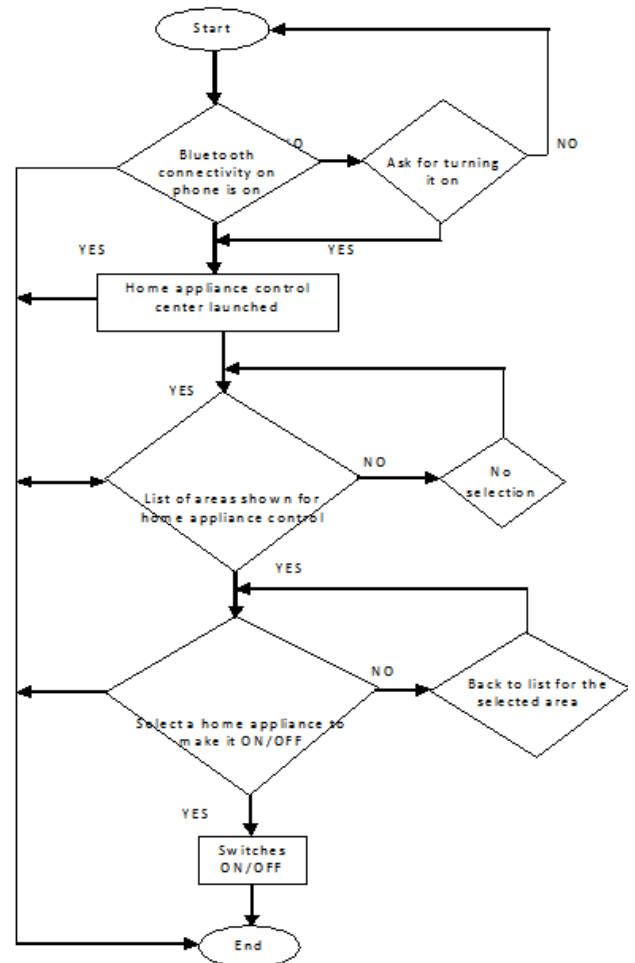 Start
NO
Bluetooth
connectivity on
phone is on
Ask for turning
it on
NO
YES
YES
Home appliance control
center launched
YES
NO
No
selection
List of areas shown for
home appliance control
YES
NO
Back to list for the
selected area
Select a home appliance to
make it ON/OFF
YES
Switches
ON/OFF
End